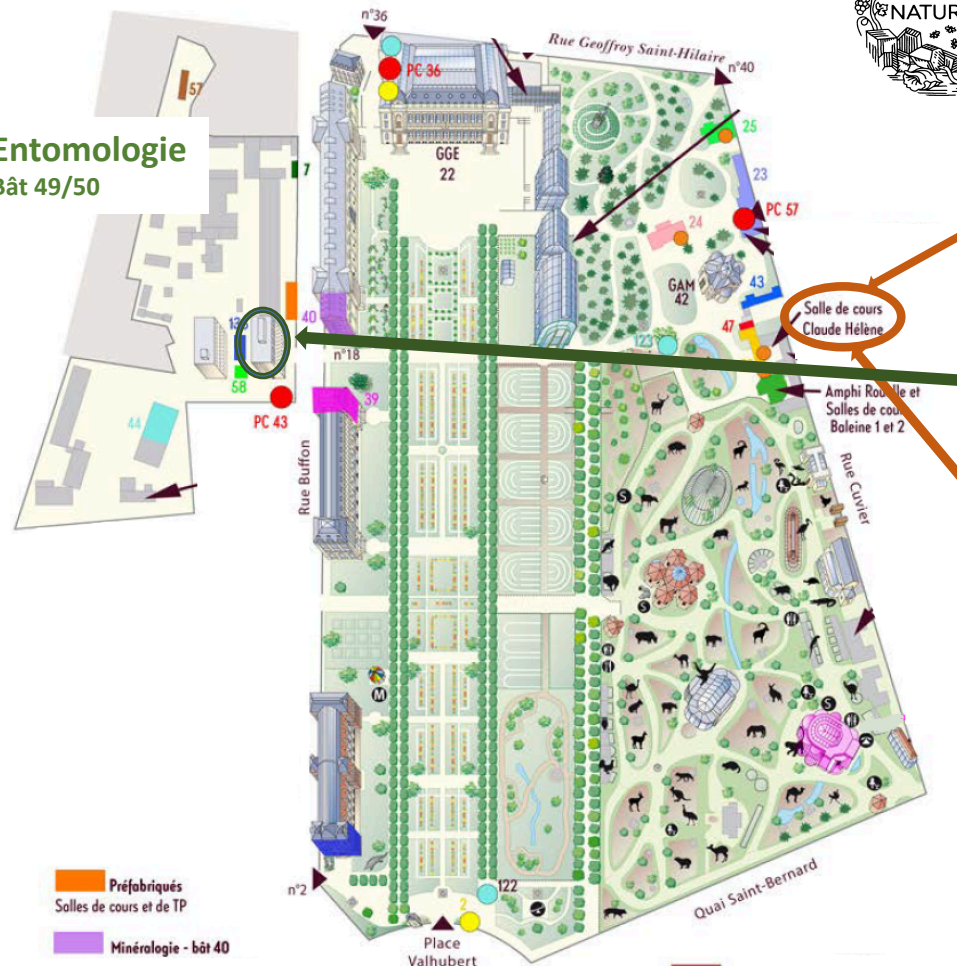 NATUR
n°36
Rue Geoffroy Saint-Hilaire
n°40
PC 36
57
Entomologie
Bât 49/50
7
GGE
22
25
23
PC 57
24
GAM
42
43
47
Salle de cours
Claude Hélène
40
n°18
123
58
PC 43
39
44
Amphi Rouelle et
Salles de cou
Baleine 1 et 2
Rue Buffon
Rue Cuvier
S
S
M
S
n°2
122
2
Place
Valhubert
Quai Saint-Bernard
Préfabriqués
Salles de cours et de TP
Minéralogie - bât 40